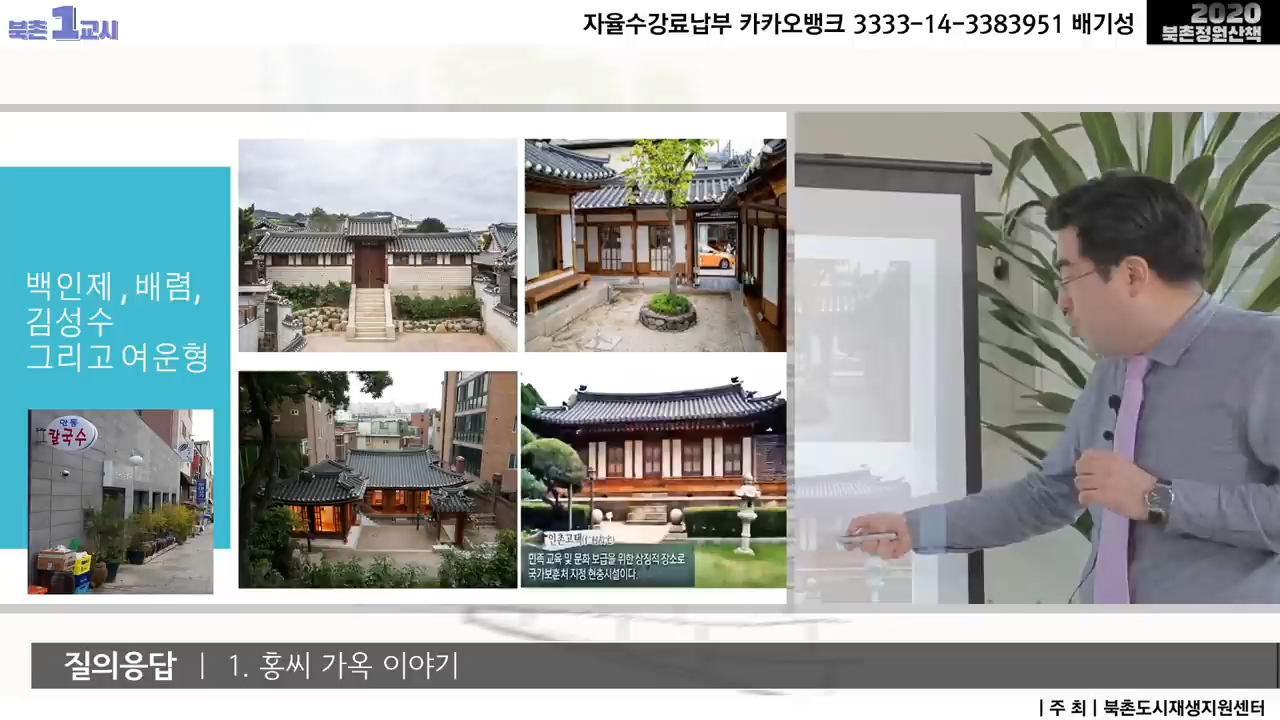 북촌 1교시
자율수강료납부 카카오뱅크 3333-14-3383951 배기성
2020
북촌정원산책
백인제 , 배렴,
김성수
그리고 여운형
안동
칼국수
인촌고택
민족 교육 및 문화 보급을 위한 상징적 장소로
국가보훈처 지정 현충시설이다.
질의응답 | 1. 홍씨 가옥 이야기
| 주 최 | 북촌도시재생지원센터